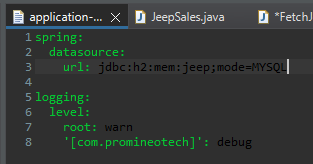 application-...
JeepSales.java
*FetchJ
1 spring:
2 datasource:
3 url: jdbc:h2:mem:jeep;mode=MYSQL
4
5 logging:
6 level:
7 root: warn
8 '[com.promineotech]': debug